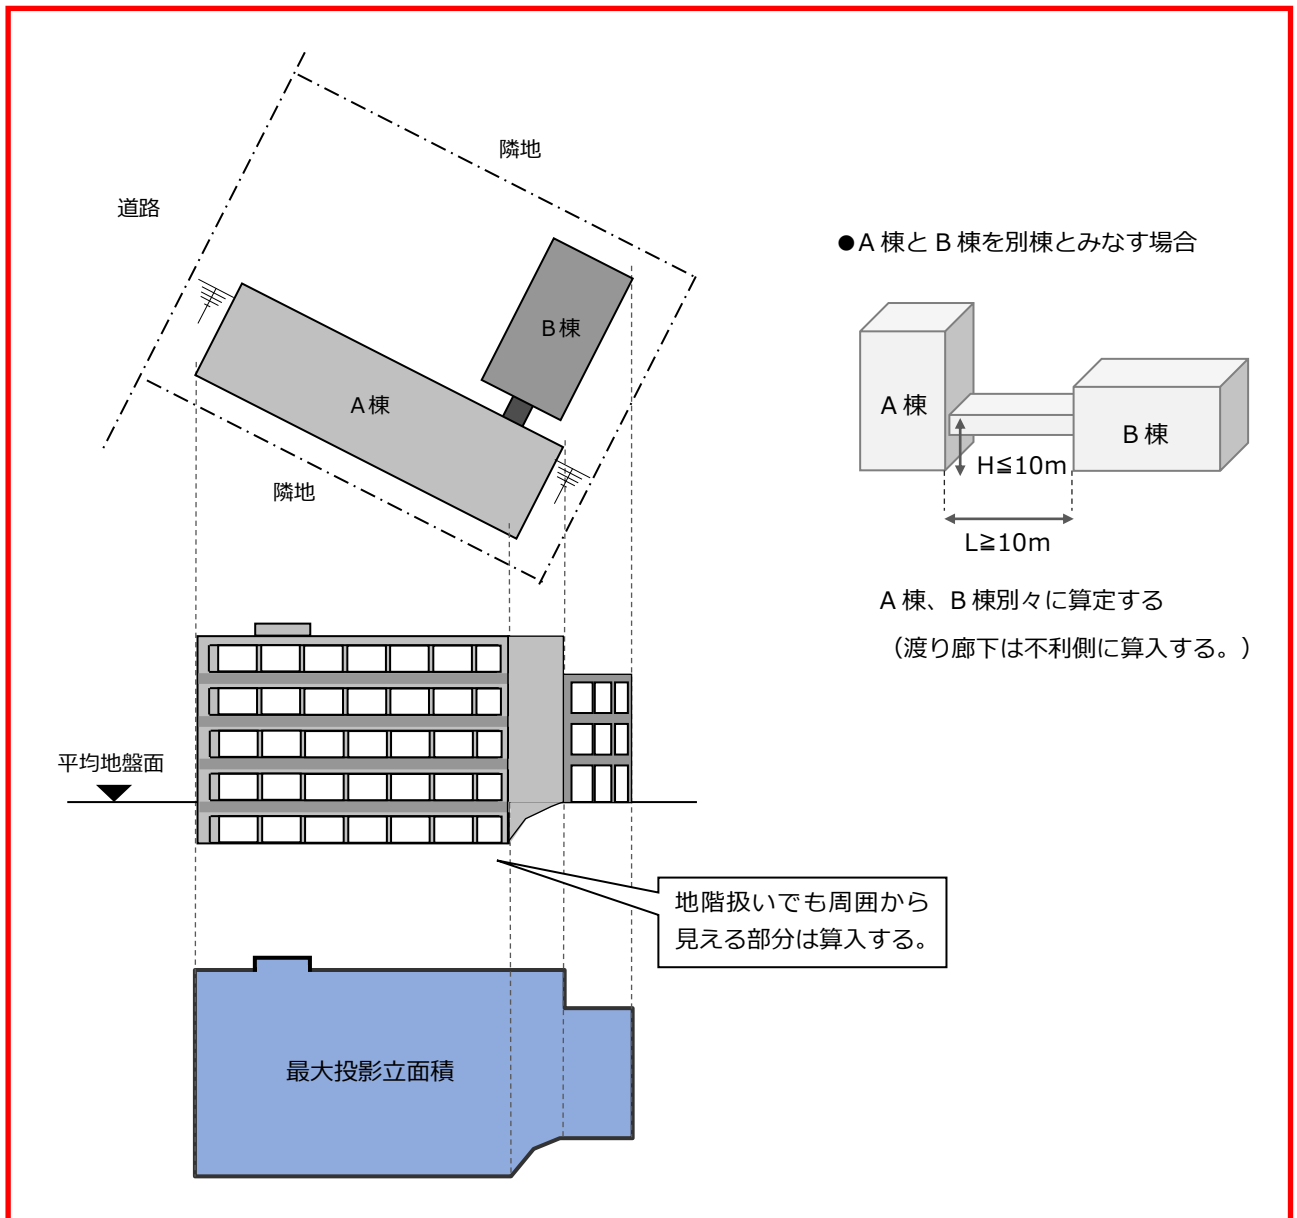 隣地
道路
●A 棟と B 棟を別棟とみなす場合
B 棟
A 棟
A 棟
B 棟
H≦10m
隣地
L≧10m
A 棟、B 棟別々に算定する
（渡り廊下は不利側に算入する。）
平均地盤面
地階扱いでも周囲から
見える部分は算入する。
最大投影立面積